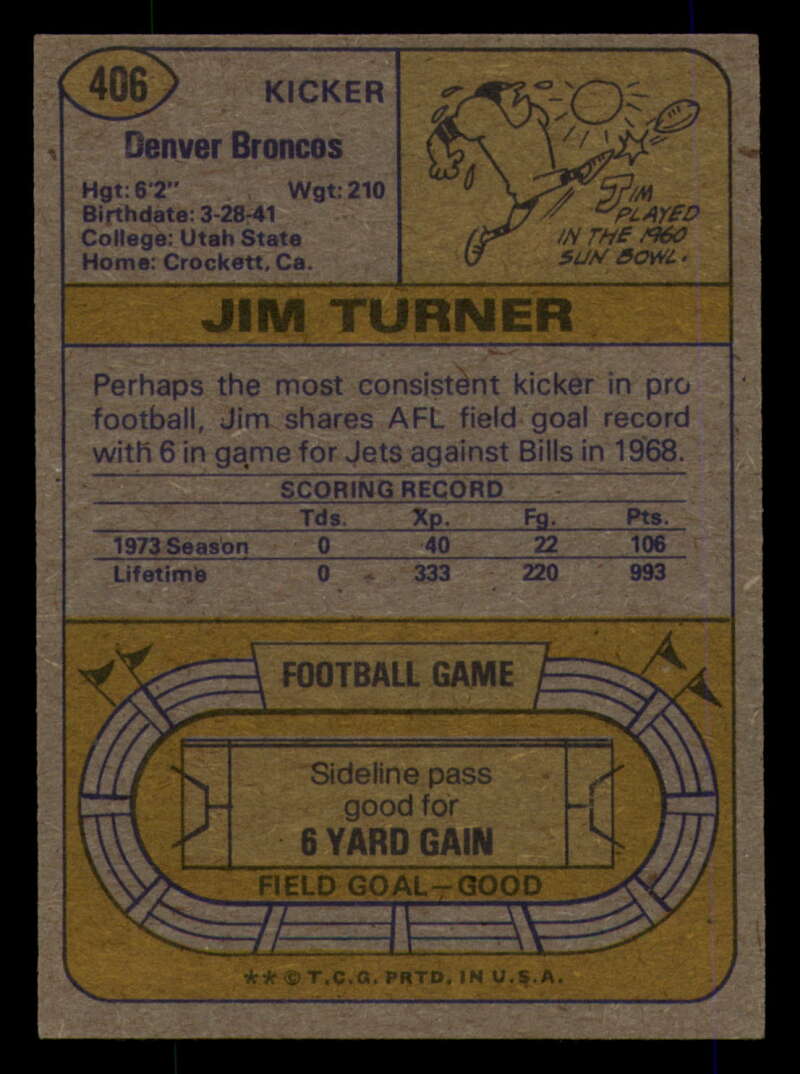 406
KICKER
Denver Broncos
Hgt: 6'2" Wgt: 210
Birthdate: 3-28-41
College: Utah State
Home: Crockett, Ca.
JIM
PLAYED
IN THE 1960
SUN BOWL.
JIM TURNER
Perhaps the most consistent kicker in pro
football, Jim shares AFL field goal record
with 6 in game for Jets against Bills in 1968.
SCORING RECORD
Tds. Xp. Fg. Pts.
1973 Season 0 40 22 106
Lifetime 0 333 220 993
FOOTBALL GAME
Sideline pass
good for
6 YARD GAIN
FIELD GOAL—GOOD
** © T.C.G. PRTD. IN U.S.A.